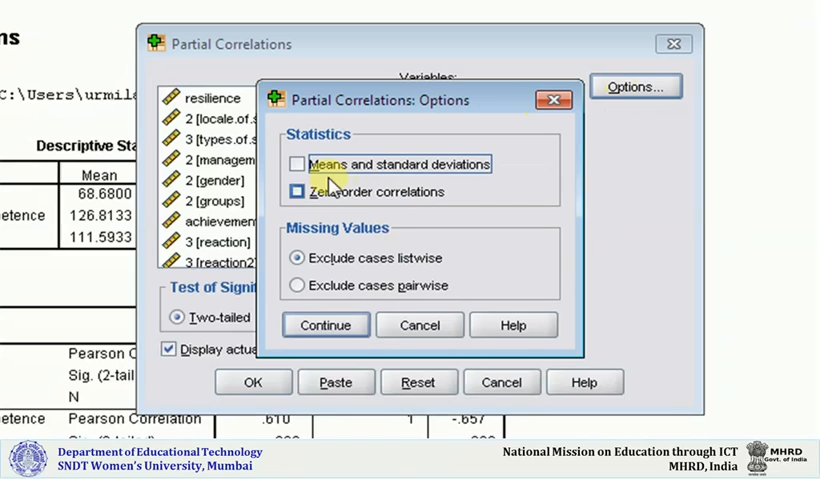 ns
Partial Correlations
C:\Users\urmila
Variables:
Options...
resilience
2 [locale.of.s
3 [types.of.s
2 [managem
2 [gender]
2 [groups]
achievemen
3 [reaction]
3 [reaction2]
Descriptive Sta
Mean
68.6800
etence 126.8133
111.5933
Partial Correlations: Options
Statistics
Means and standard deviations
Zero-order correlations
Missing Values
Exclude cases listwise
Exclude cases pairwise
Continue Cancel Help
Test of Signif
Two-tailed
Display actua
OK Paste Reset Cancel Help
Pearson C
Sig. (2-tail
N
etence Pearson Correlation .610 1 -.657
Department of Educational Technology
SNDT Women's University, Mumbai
National Mission on Education through ICT
MHRD, India
MHRD
Govt. of India